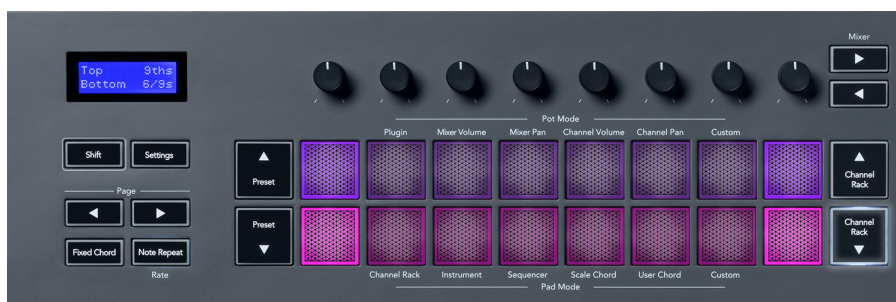 Top 9ths
Bottom 6/9s
Mixer
Pot Mode
Plugin Mixer Volume Mixer Pan Channel Volume Channel Pan Custom
Shift Settings
Preset
Channel
Rack
Page
Preset
Channel
Rack
Fixed Chord Note Repeat
Rate
Channel Rack Instrument Sequencer Scale Chord User Chord Custom
Pad Mode